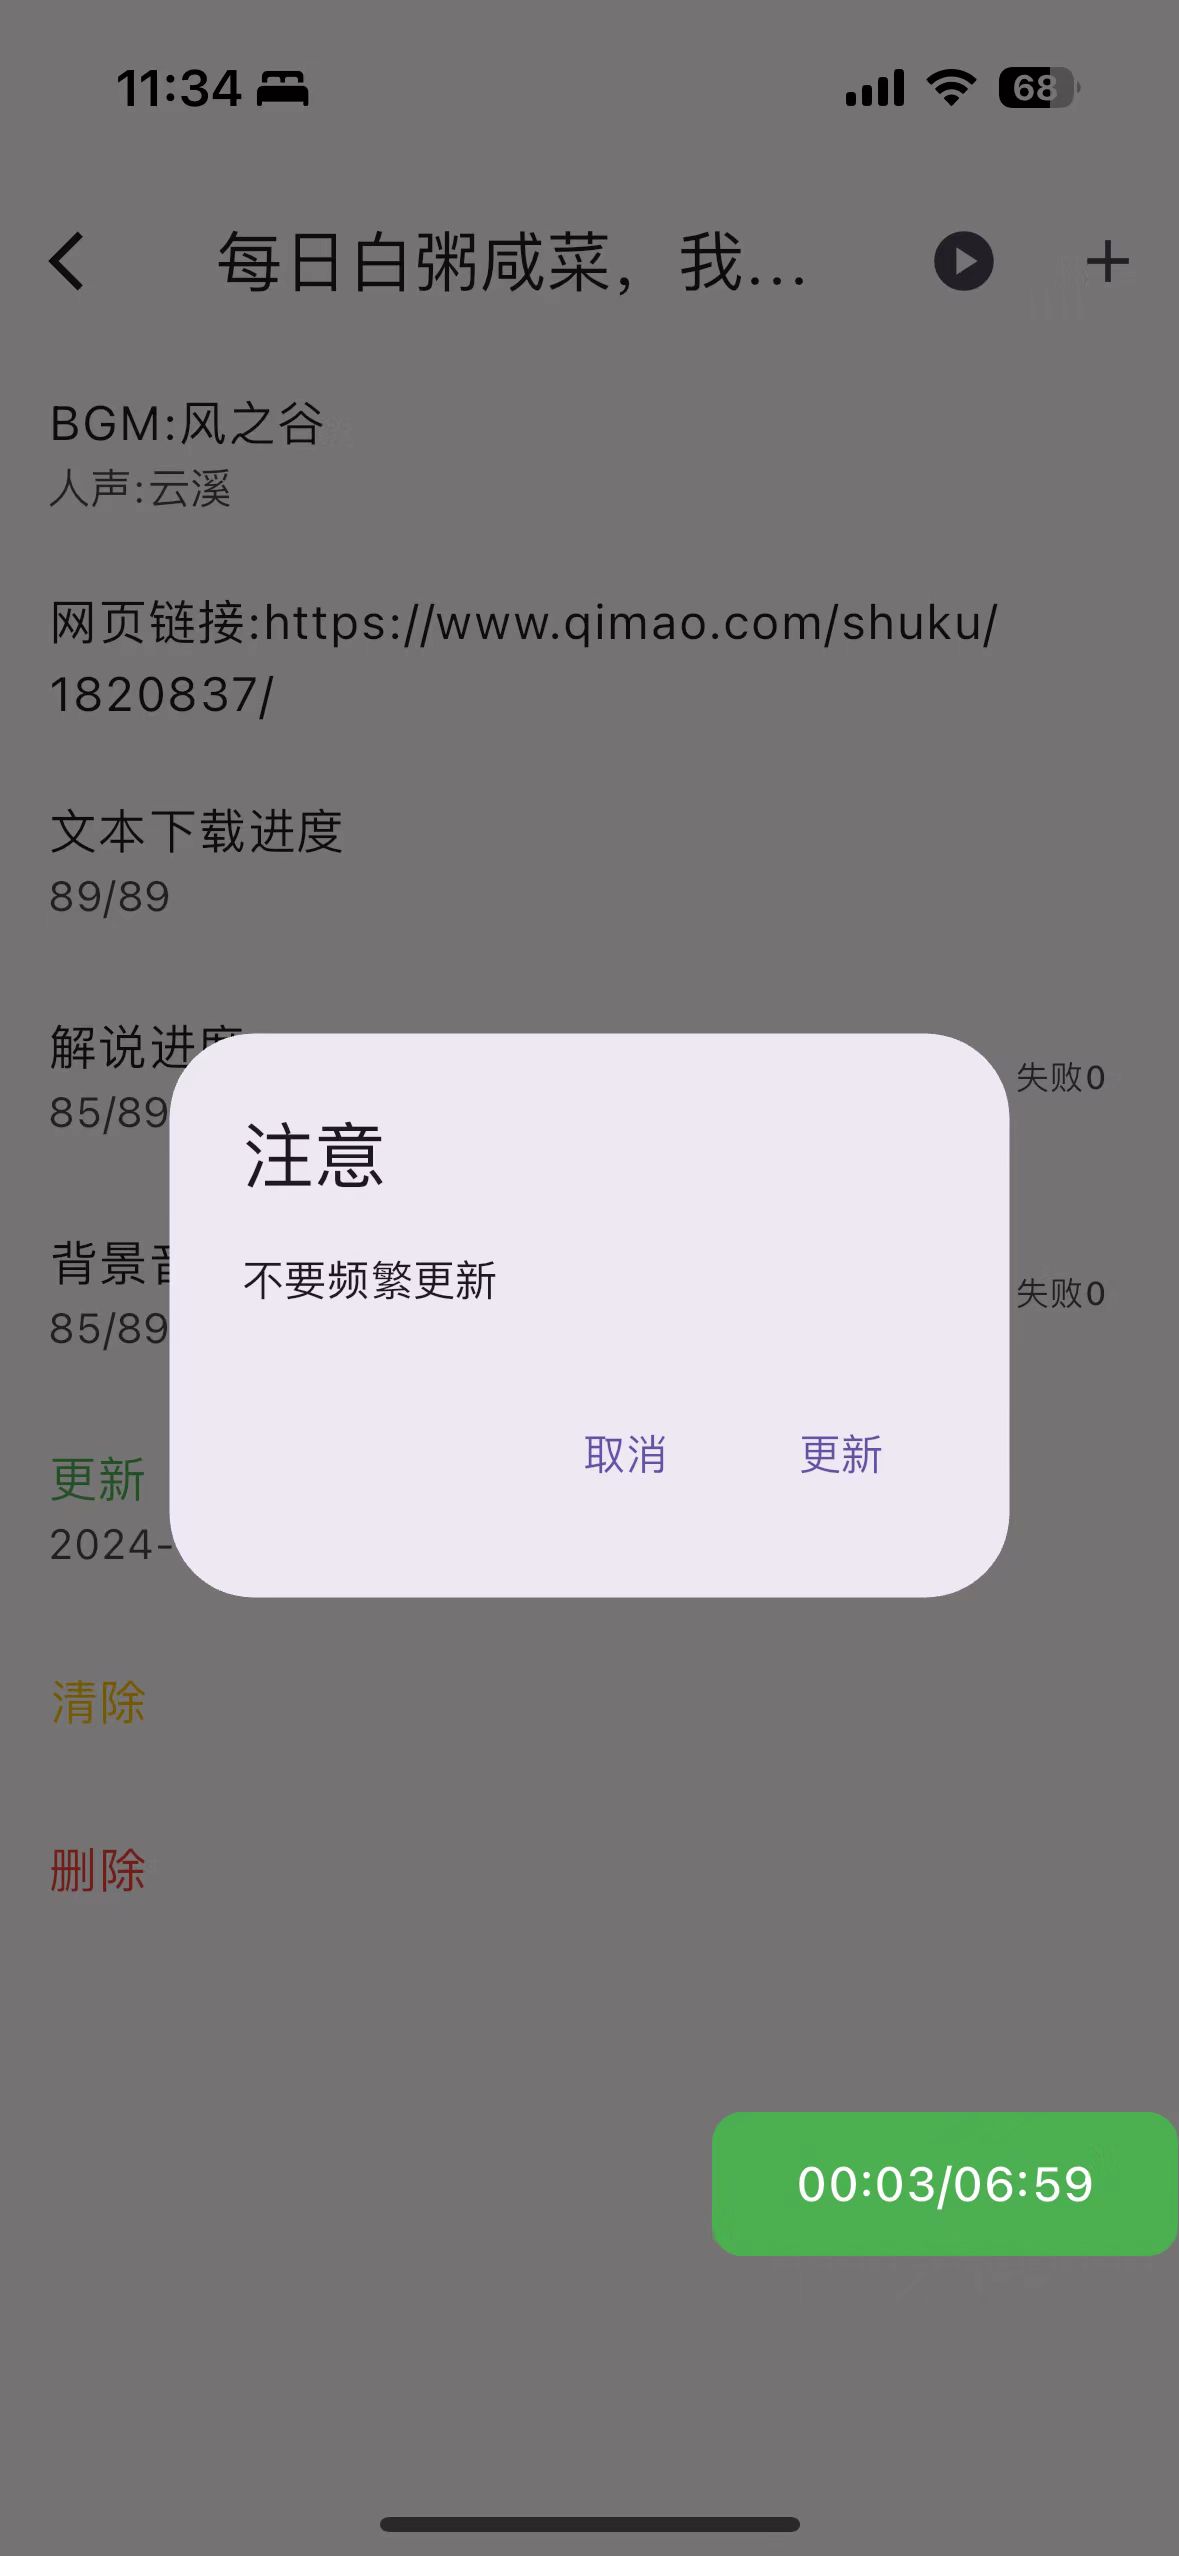 11:34
68
每日白粥咸菜，我...
BGM:风之谷
人声:云溪
网页链接:https://www.qimao.com/shuku/
1820837/
文本下载进度
89/89
解说进度
失败0
85/89
注意
背景音
失败0
85/89
不要频繁更新
取消
更新
更新
2024-
清除
删除
00:03/06:59